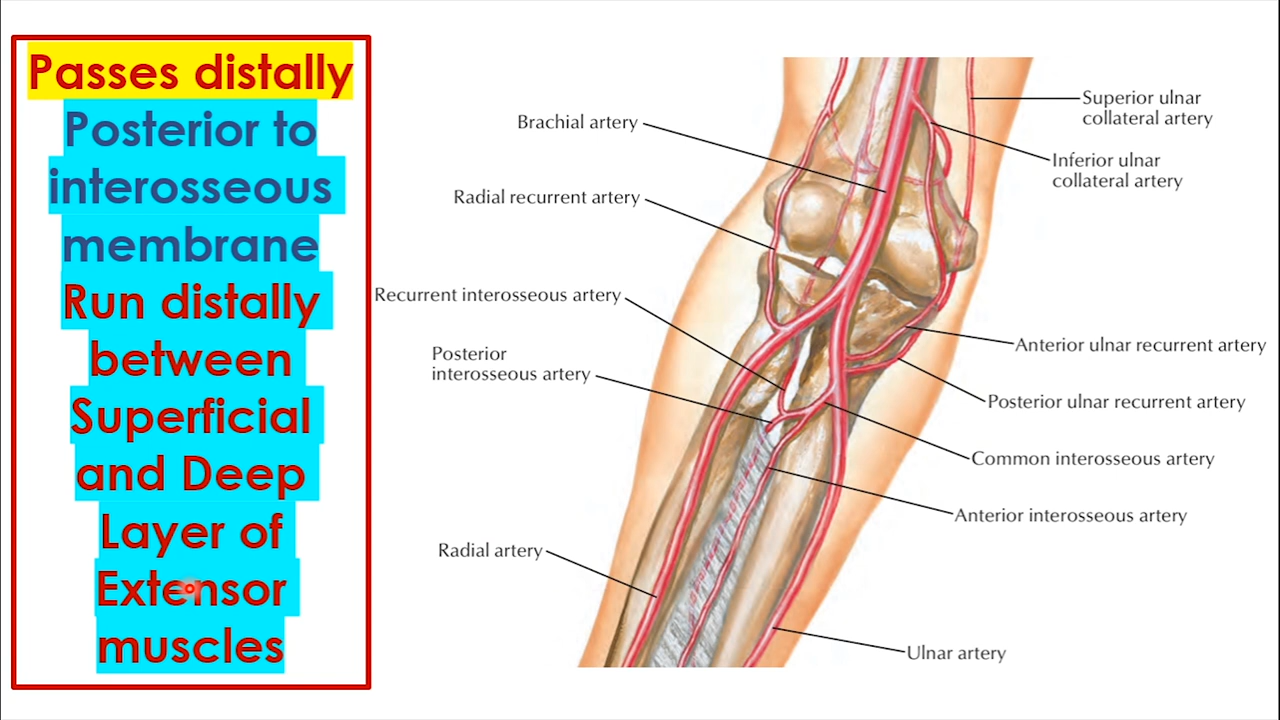 Passes distally
Posterior to
interosseous
membrane
Run distally
between
Superficial
and Deep
Layer of
Extensor
muscles
Brachial artery
Radial recurrent artery
Recurrent interosseous artery
Posterior
interosseous artery
Radial artery
Superior ulnar
collateral artery
Inferior ulnar
collateral artery
Anterior ulnar recurrent artery
Posterior ulnar recurrent artery
Common interosseous artery
Anterior interosseous artery
Ulnar artery